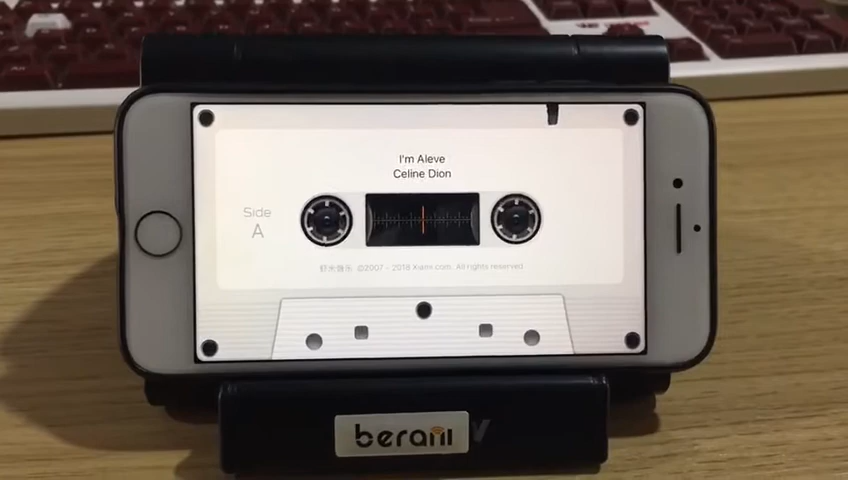 I'm Aleve
Celine Dion
Side
A
虾米音乐 ©2007 - 2018 Xiami.com. All rights reserved
berani